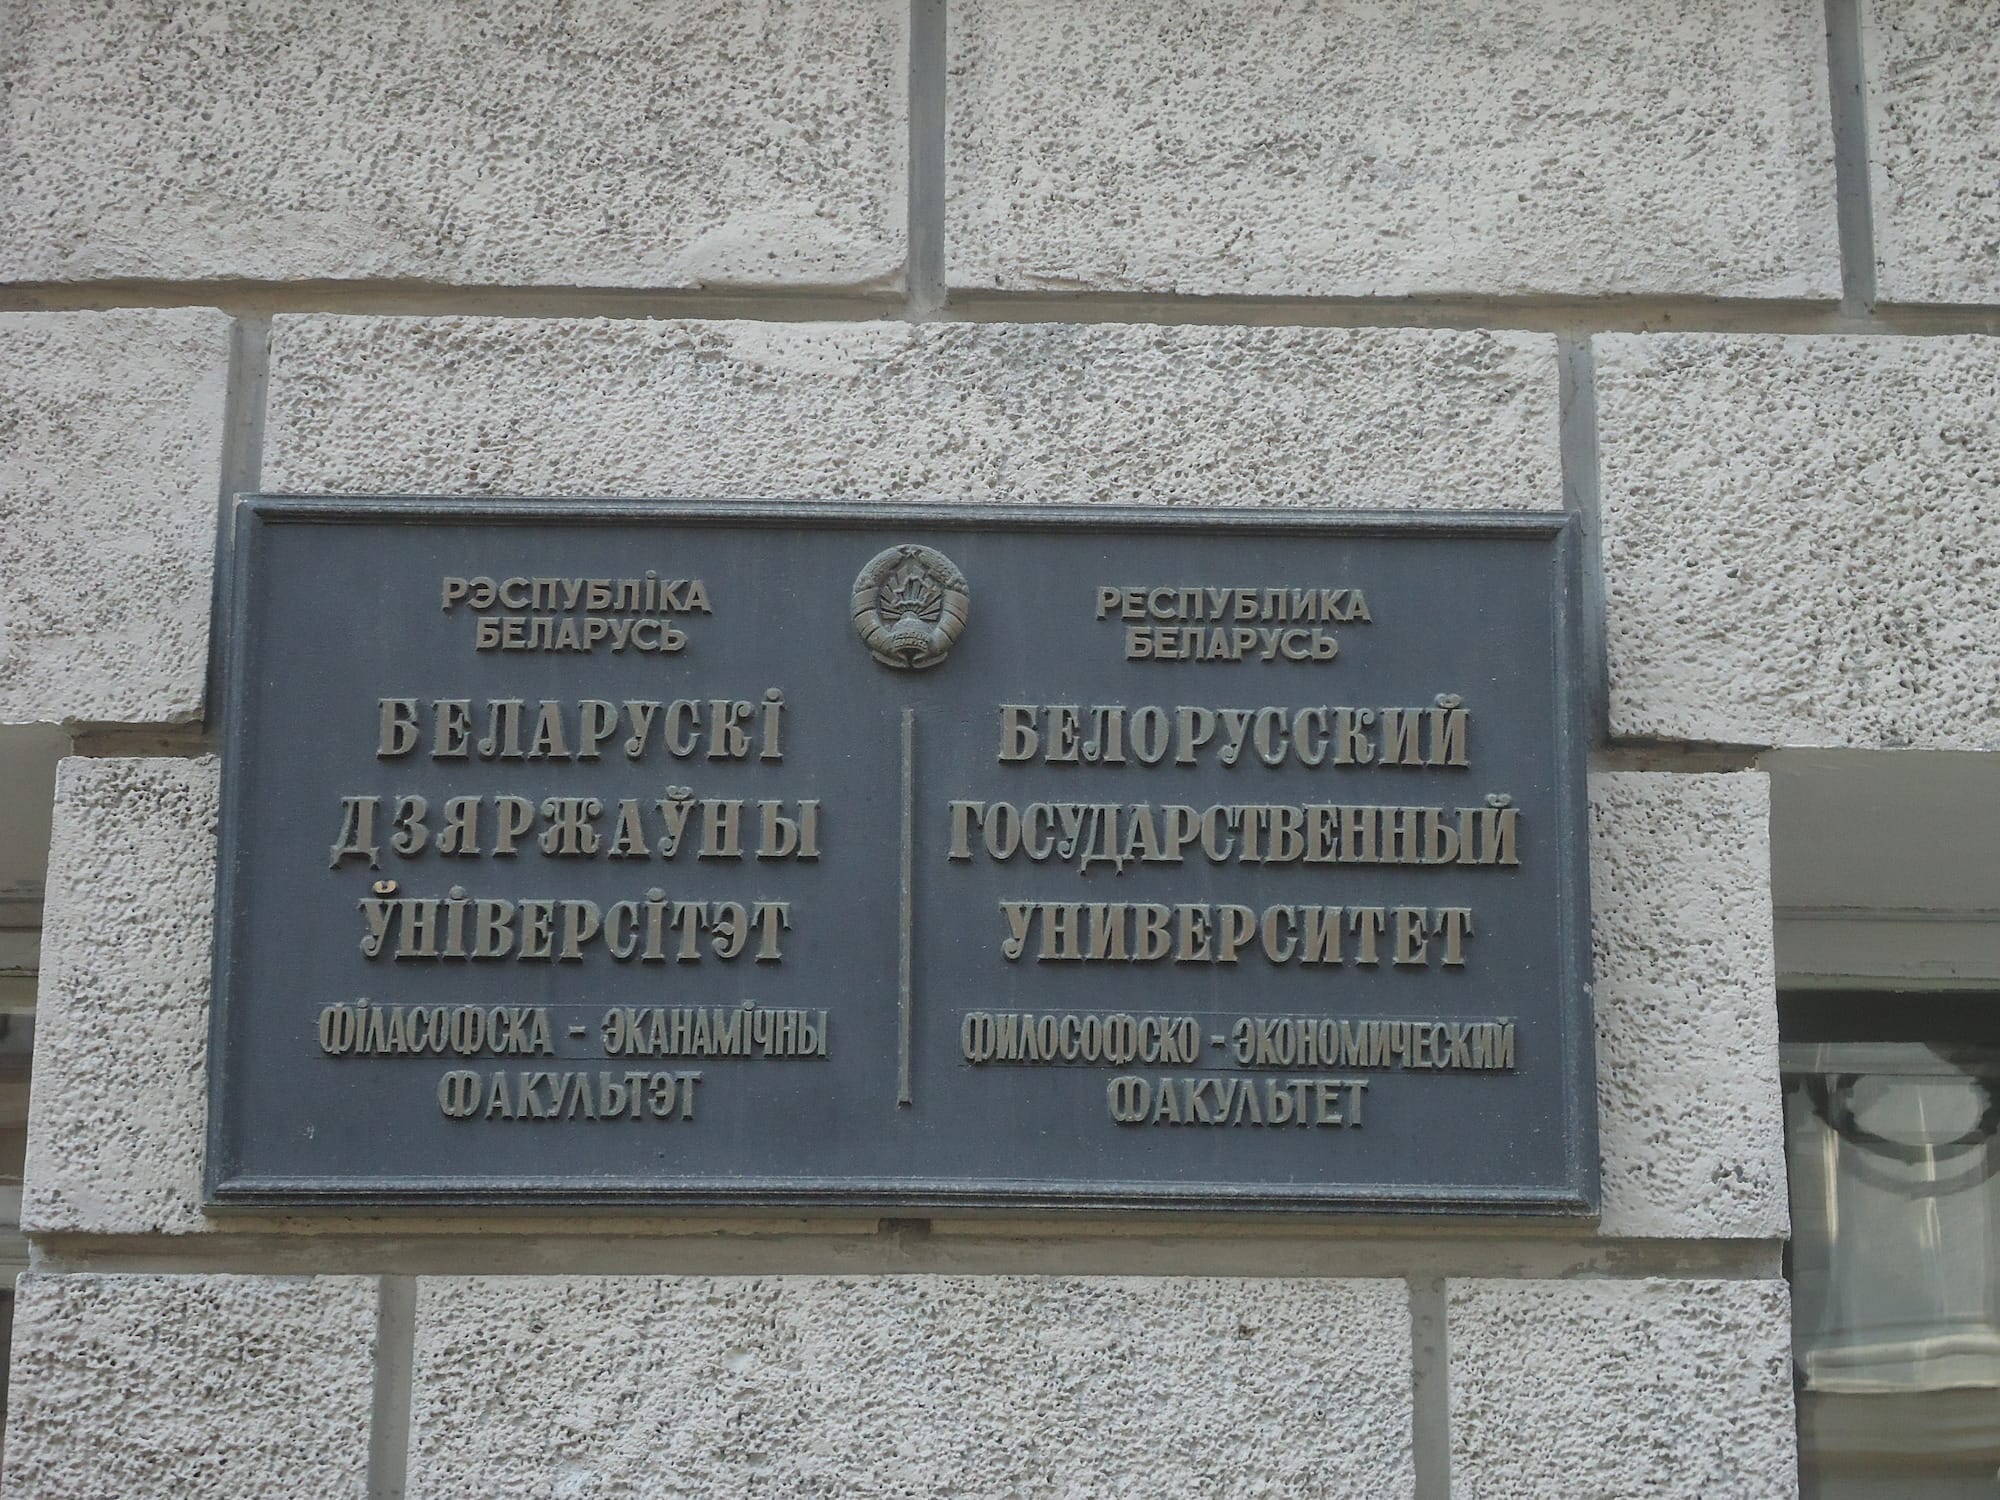 РЭСПУБЛІКА
БЕЛАРУСЬ
БЕЛАРУСКІ
ДЗЯРЖАЎНЫ
ЎНІВЕРСІТЭТ
ФІЛАСОФСКА - ЭКАНАМІЧНЫ
ФАКУЛЬТЭТ
РЕСПУБЛИКА
БЕЛАРУСЬ
БЕЛОРУССКИЙ
ГОСУДАРСТВЕННЫЙ
УНИВЕРСИТЕТ
ФИЛОСОФСКО - ЭКОНОМИЧЕСКИЙ
ФАКУЛЬТЕТ